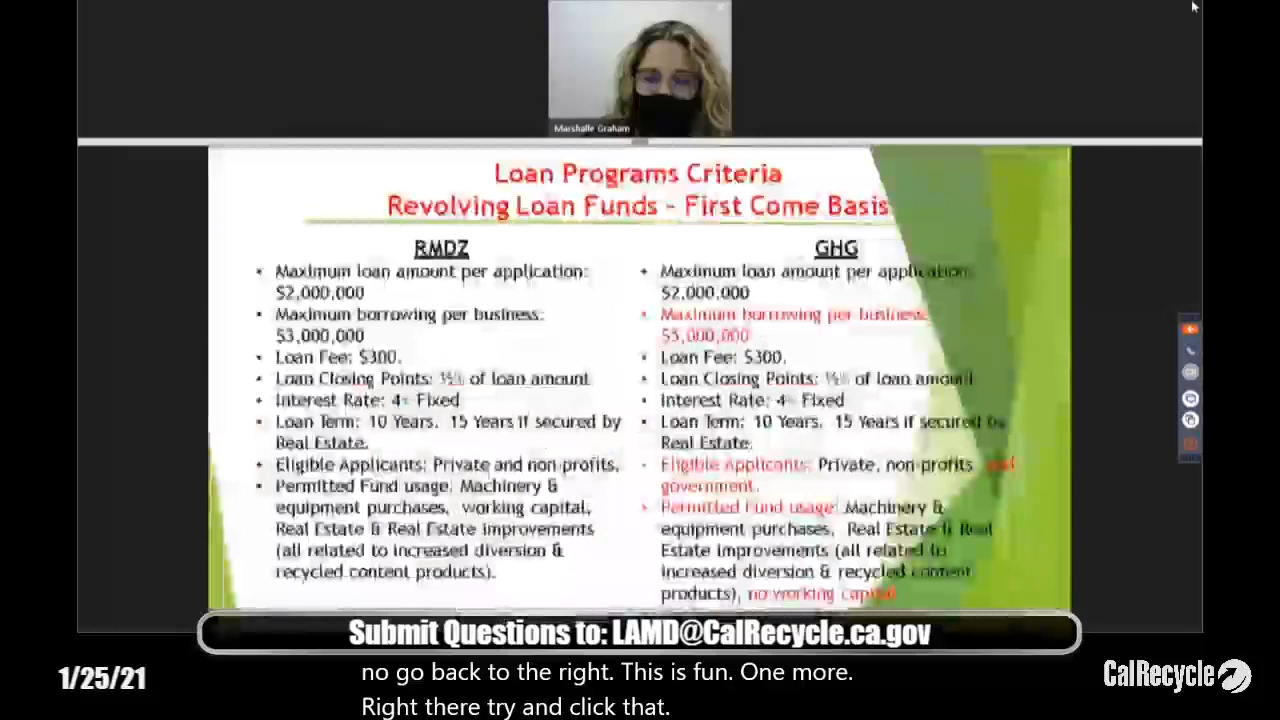 Marshalle Graham
Loan Programs Criteria
Revolving Loan Funds - First Come Basis
RMDZ
• Maximum loan amount per application:
$2,000,000
• Maximum borrowing per business:
$3,000,000
• Loan Fee: $300.
• Loan Closing Points: ½% of loan amount
• Interest Rate: 4% Fixed
• Loan Term: 10 Years. 15 Years if secured by
Real Estate.
• Eligible Applicants: Private and non-profits.
• Permitted Fund usage: Machinery &
equipment purchases, working capital,
Real Estate & Real Estate improvements
(all related to increased diversion &
recycled content products).
GHG
• Maximum loan amount per application:
$2,000,000
• Maximum borrowing per business:
• Loan Fee: $300.
• Loan Closing Points: ½% of loan amount
• Interest Rate: 4% Fixed
• Loan Term: 10 Years. 15 Years if secured by
Real Estate.
• Eligible Applicants: Private, non-profits and
government.
• Permitted Fund usage: Machinery &
equipment purchases, Real Estate & Real
Estate improvements (all related to
increased diversion & recycled content
products), no working capital
Submit Questions to: LAMD@CalRecycle.ca.gov
1/25/21
no go back to the right. This is fun. One more.
Right there try and click that.
CalRecycle